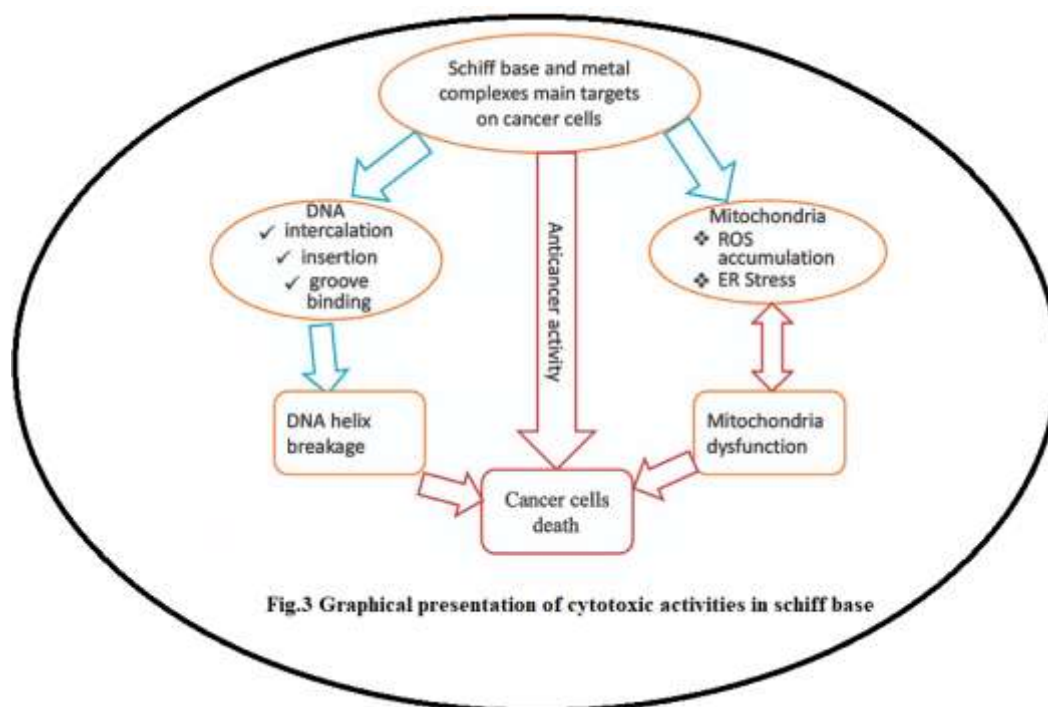 Schiff base and metal
complexes main targets
on cancer cells
DNA
✓ intercalation
✓ insertion
✓ groove
binding
Anticancer activity
Mitochondria
❖ ROS
accumulation
❖ ER Stress
DNA helix
breakage
Mitochondria
dysfunction
Cancer cells
death
Fig.3 Graphical presentation of cytotoxic activities in schiff base